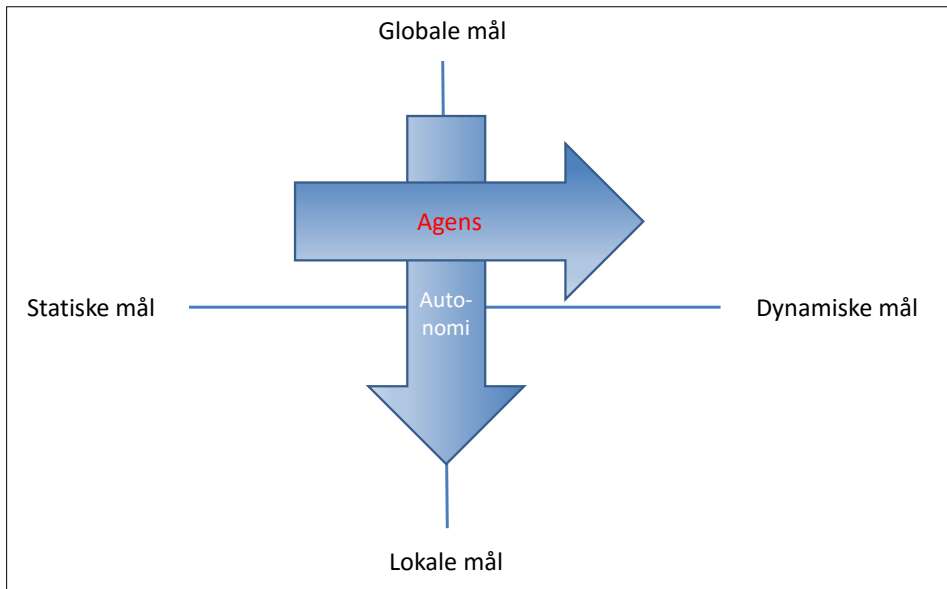 Globale mål
Agens
Auto-
nomi
Statiske mål
Dynamiske mål
Lokale mål